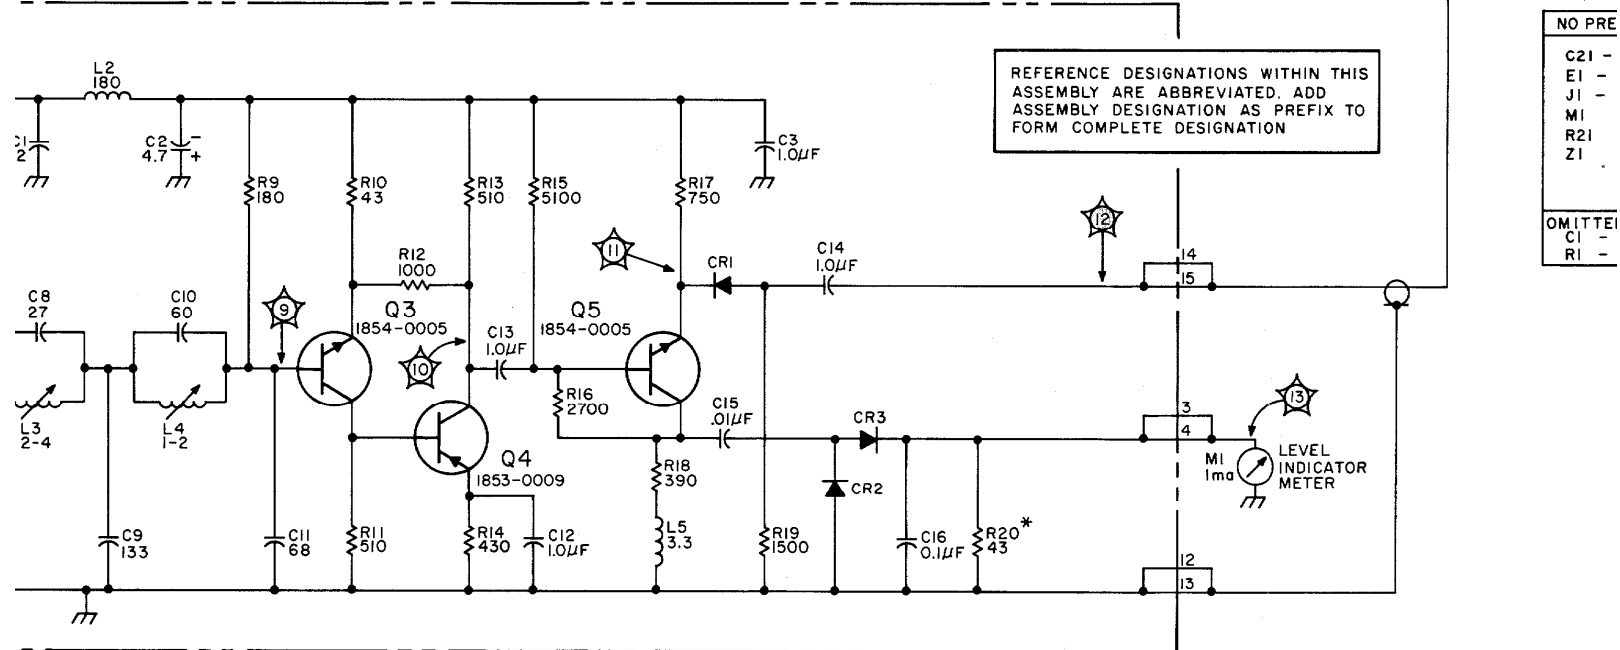 L2
180
C2
4.7
−
+
C3
1.0µF
R9
180
R10
43
R13
510
R15
5100
R17
750
REFERENCE DESIGNATIONS WITHIN THIS
ASSEMBLY ARE ABBREVIATED. ADD
ASSEMBLY DESIGNATION AS PREFIX TO
FORM COMPLETE DESIGNATION
NO PRE
C21 –
E1 –
J1 –
M1
R21
Z1
C1 –
R1 –
R12
1000
11
CR1
C14
1.0µF
12
14
15
C8
27
C10
60
9
Q3
1854-0005
10
C13
1.0µF
Q5
1854-0005
L3
2-4
L4
1-2
R16
2700
C15
.01µF
CR3
3
4
13
M1
1ma
LEVEL
INDICATOR
METER
Q4
1853-0009
R18
390
CR2
C9
133
C11
68
R11
510
R14
430
C12
1.0µF
L5
3.3
R19
1500
C16
0.1µF
R20*
43
12
13